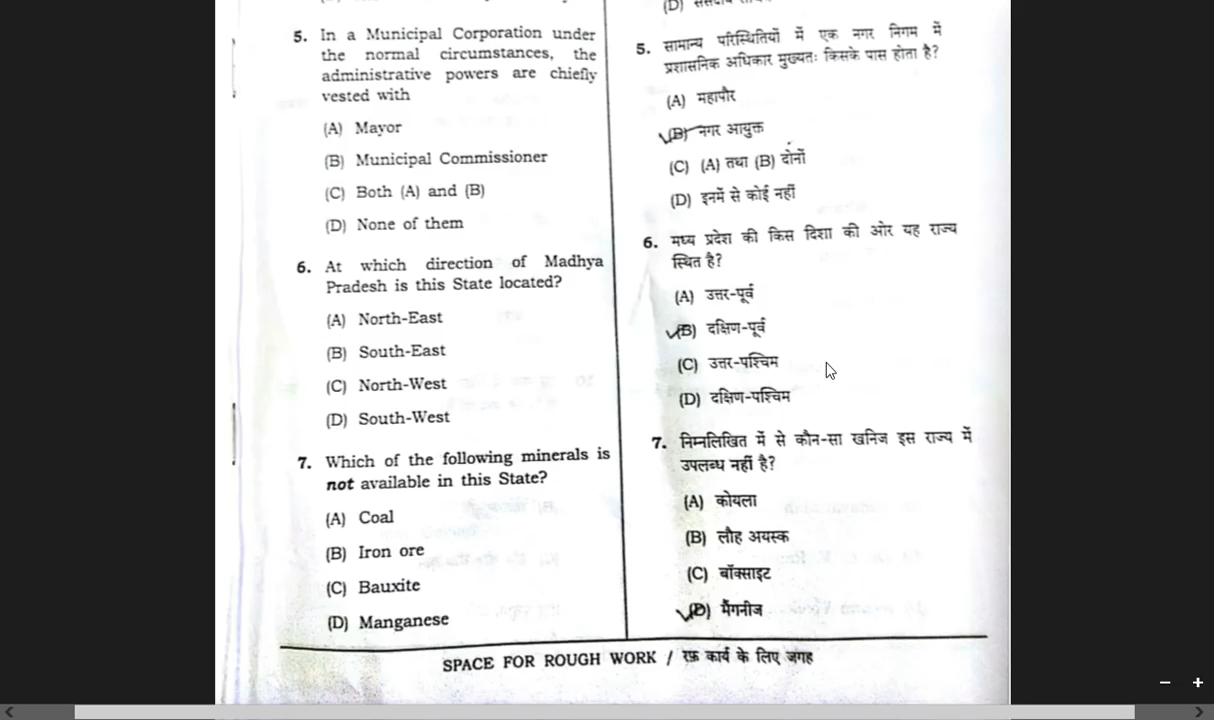 5. In a Municipal Corporation under
the normal circumstances, the
administrative powers are chiefly
vested with
(A) Mayor
(B) Municipal Commissioner
(C) Both (A) and (B)
(D) None of them
6. At which direction of Madhya
Pradesh is this State located?
(A) North-East
(B) South-East
(C) North-West
(D) South-West
7. Which of the following minerals is
not available in this State?
(A) Coal
(B) Iron ore
(C) Bauxite
(D) Manganese
(D)
5. सामान्य परिस्थितियों में एक नगर निगम में
प्रशासनिक अधिकार मुख्यतः किसके पास होता है?
(A) महापौर
(B) नगर आयुक्त
(C) (A) तथा (B) दोनों
(D) इनमें से कोई नहीं
6. मध्य प्रदेश की किस दिशा की ओर यह राज्य
स्थित है?
(A) उत्तर-पूर्व
(B) दक्षिण-पूर्व
(C) उत्तर-पश्चिम
(D) दक्षिण-पश्चिम
7. निम्नलिखित में से कौन-सा खनिज इस राज्य में
उपलब्ध नहीं है?
(A) कोयला
(B) लौह अयस्क
(C) बॉक्साइट
(D) मैंगनीज
SPACE FOR ROUGH WORK / रफ़ कार्य के लिए जगह